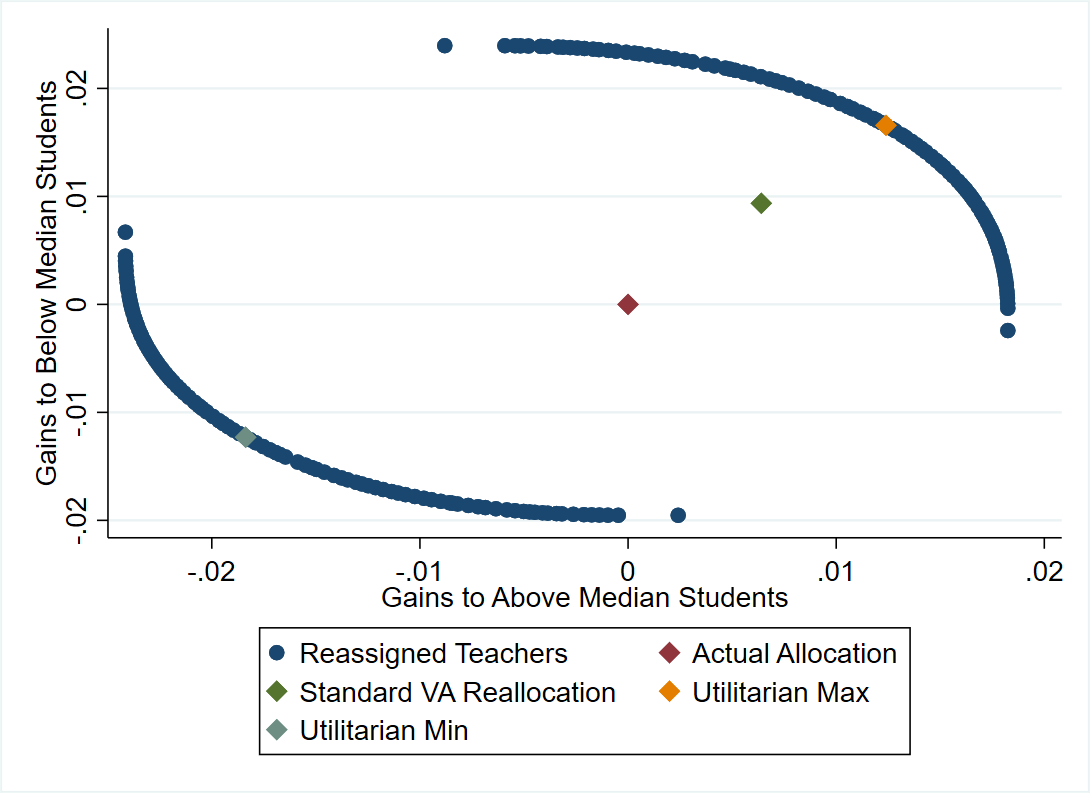 Gains to Below Median Students
.02
.01
0
-.01
-.02
-.02
-.01
0
.01
.02
Gains to Above Median Students
Reassigned Teachers
Actual Allocation
Standard VA Reallocation
Utilitarian Max
Utilitarian Min